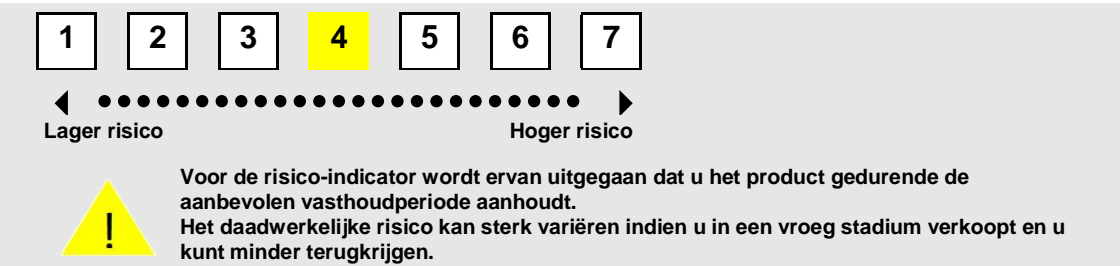 1 2 3 4 5 6 7
Lager risico Hoger risico
Voor de risico-indicator wordt ervan uitgegaan dat u het product gedurende de
aanbevolen vasthoudperiode aanhoudt.
! Het daadwerkelijke risico kan sterk variëren indien u in een vroeg stadium verkoopt en u
kunt minder terugkrijgen.